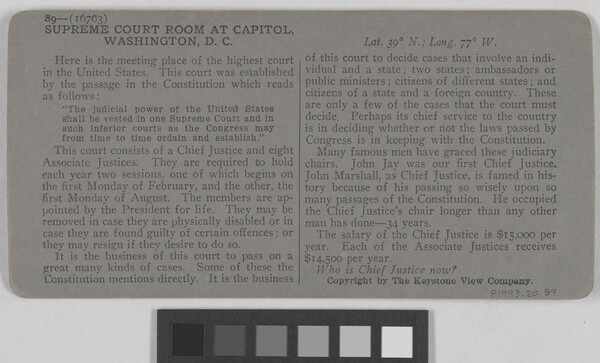 89—(16763)
SUPREME COURT ROOM AT CAPITOL,
WASHINGTON, D. C.
Here is the meeting place of the highest court
in the United States. This court was established
by the passage in the Constitution which reads
as follows:
"The judicial power of the United States
shall be vested in one Supreme Court and in
such inferior courts as the Congress may
from time to time ordain and establish."
This court consists of a Chief Justice and eight
Associate Justices. They are required to hold
each year two sessions, one of which begins on
the first Monday of February, and the other, the
first Monday of August. The members are ap-
pointed by the President for life. They may be
removed in case they are physically disabled or in
case they are found guilty of certain offences; or
they may resign if they desire to do so.
It is the business of this court to pass on a
great many kinds of cases. Some of these the
Constitution mentions directly. It is the business
Lat. 39° N.; Long. 77° W.
of this court to decide cases that involve an indi-
vidual and a state; two states; ambassadors or
public ministers; citizens of different states; and
citizens of a state and a foreign country. These
are only a few of the cases that the court must
decide. Perhaps its chief service to the country
is in deciding whether or not the laws passed by
Congress is in keeping with the Constitution.
Many famous men have graced these judiciary
chairs. John Jay was our first Chief Justice.
John Marshall, as Chief Justice, is famed in his-
tory because of his passing so wisely upon so
many passages of the Constitution. He occupied
the Chief Justice's chair longer than any other
man has done—34 years.
The salary of the Chief Justice is $15,000 per
year. Each of the Associate Justices receives
$14,500 per year.
Who is Chief Justice now?
Copyright by The Keystone View Company.
P1993.20.89